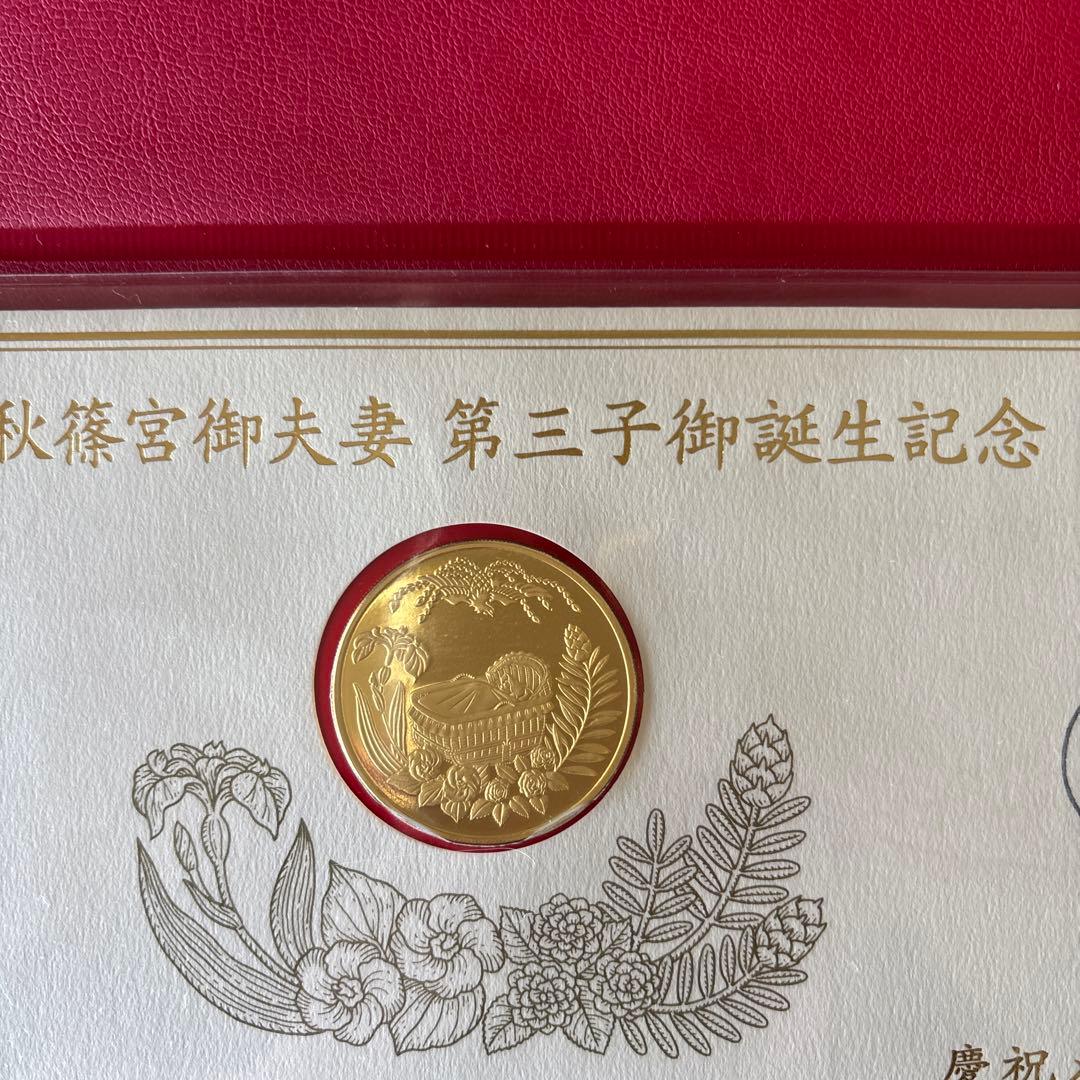 秋篠宮御夫妻 第三子御誕生記念
慶祝